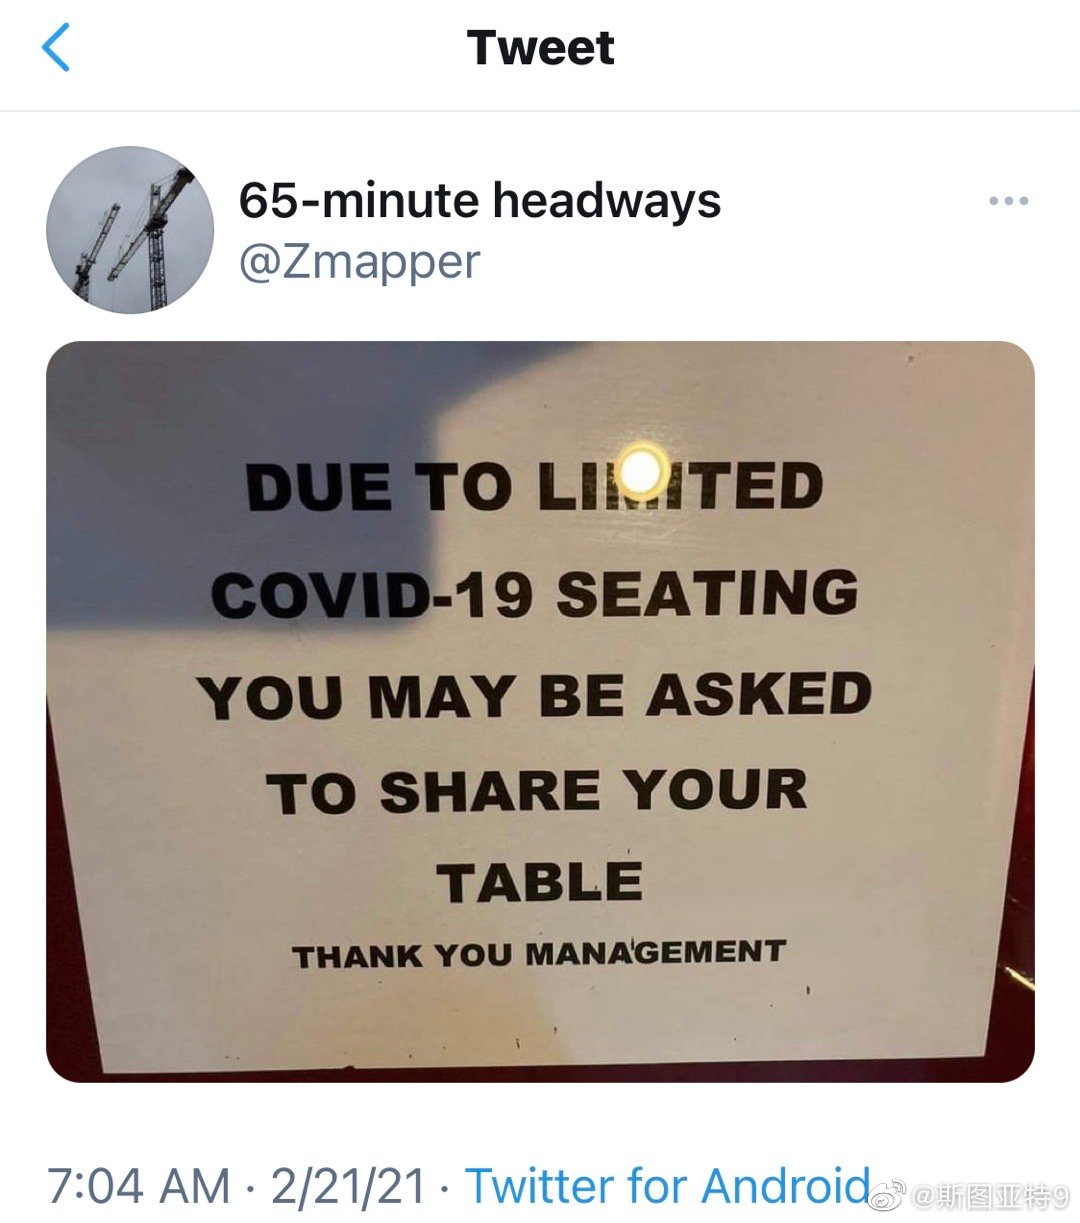 Tweet
65-minute headways
@Zmapper
DUE TO LIMITED
COVID-19 SEATING
YOU MAY BE ASKED
TO SHARE YOUR
TABLE
THANK YOU MANAGEMENT
7:04 AM · 2/21/21 · Twitter for Android
@斯图亚特9